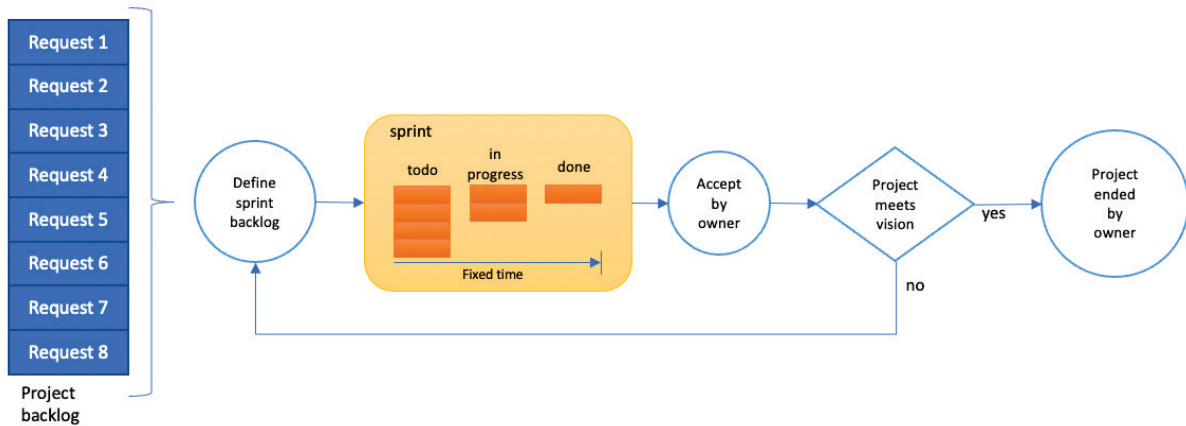 Request 1
Request 2
Request 3
Request 4
Request 5
Request 6
Request 7
Request 8
Project
backlog
Define
sprint
backlog
sprint
todo
in
progress
done
Fixed time
Accept
by
owner
Project
meets
vision
yes
no
Project
ended
by
owner